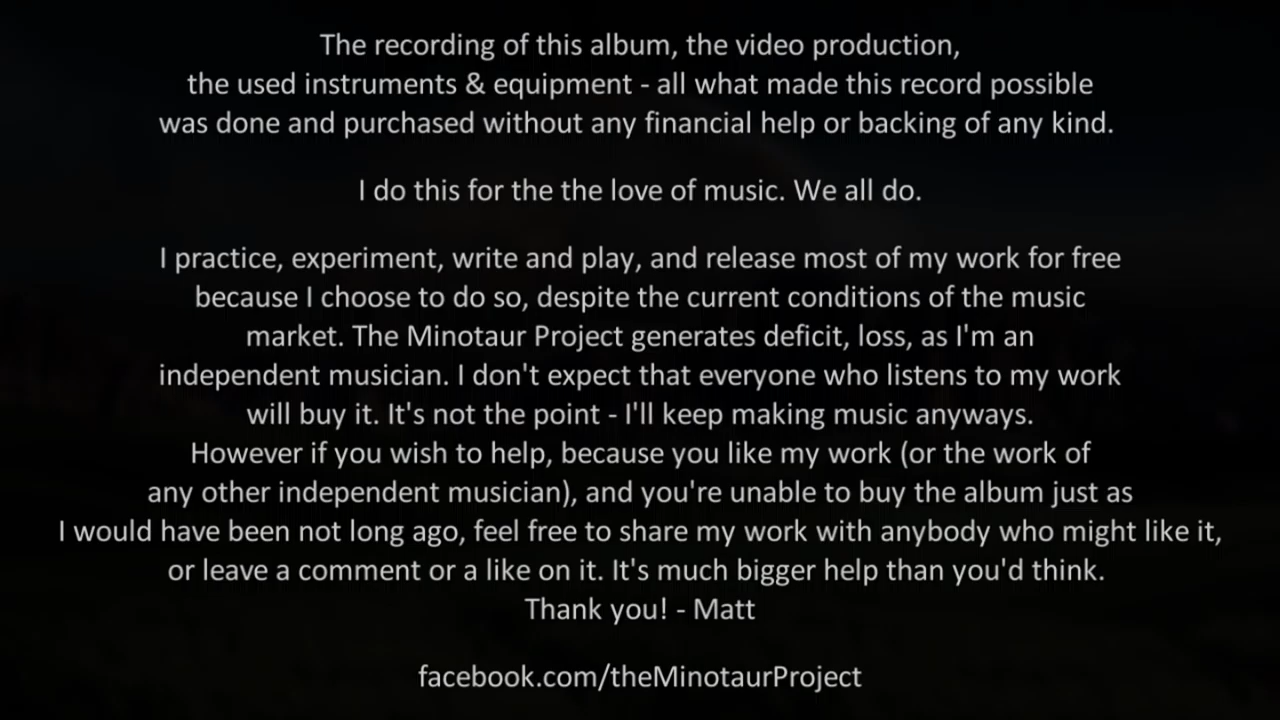 The recording of this album, the video production,
the used instruments & equipment - all what made this record possible
was done and purchased without any financial help or backing of any kind.
I do this for the the love of music. We all do.
I practice, experiment, write and play, and release most of my work for free
because I choose to do so, despite the current conditions of the music
market. The Minotaur Project generates deficit, loss, as I'm an
independent musician. I don't expect that everyone who listens to my work
will buy it. It's not the point - I'll keep making music anyways.
However if you wish to help, because you like my work (or the work of
any other independent musician), and you're unable to buy the album just as
I would have been not long ago, feel free to share my work with anybody who might like it,
or leave a comment or a like on it. It's much bigger help than you'd think.
Thank you! - Matt
facebook.com/theMinotaurProject